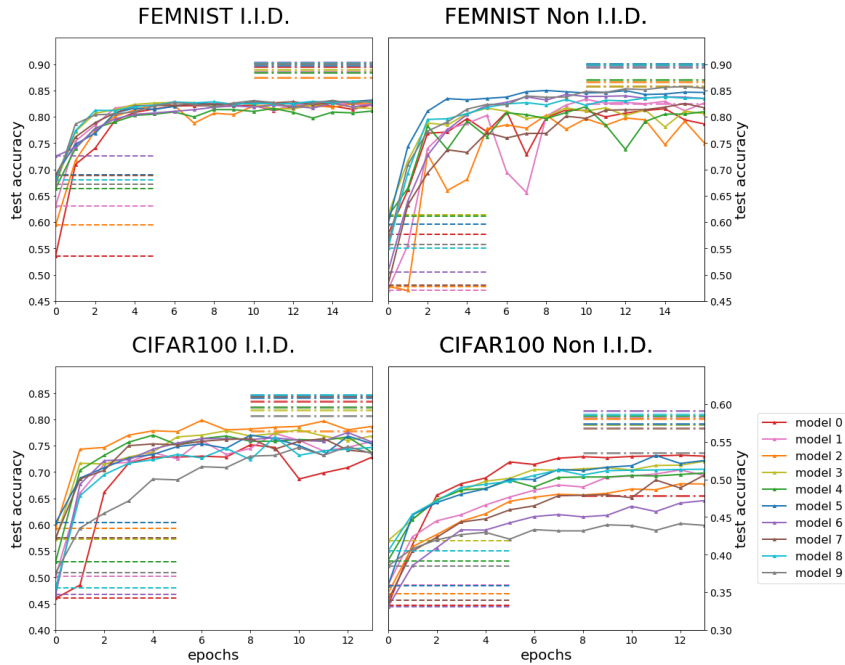 FEMNIST I.I.D.
FEMNIST Non I.I.D.
test accuracy
0.90
0.85
0.80
0.75
0.70
0.65
0.60
0.55
0.50
0.45
0 2 4 6 8 10 12 14
0 2 4 6 8 10 12 14
0.90
0.85
0.80
0.75
0.70
0.65
0.60
0.55
0.50
0.45
test accuracy
CIFAR100 I.I.D.
CIFAR100 Non I.I.D.
test accuracy
0.85
0.80
0.75
0.70
0.65
0.60
0.55
0.50
0.45
0.40
0 2 4 6 8 10 12
epochs
0 2 4 6 8 10 12
epochs
0.60
0.55
0.50
0.45
0.40
0.35
0.30
test accuracy
model 0
model 1
model 2
model 3
model 4
model 5
model 6
model 7
model 8
model 9